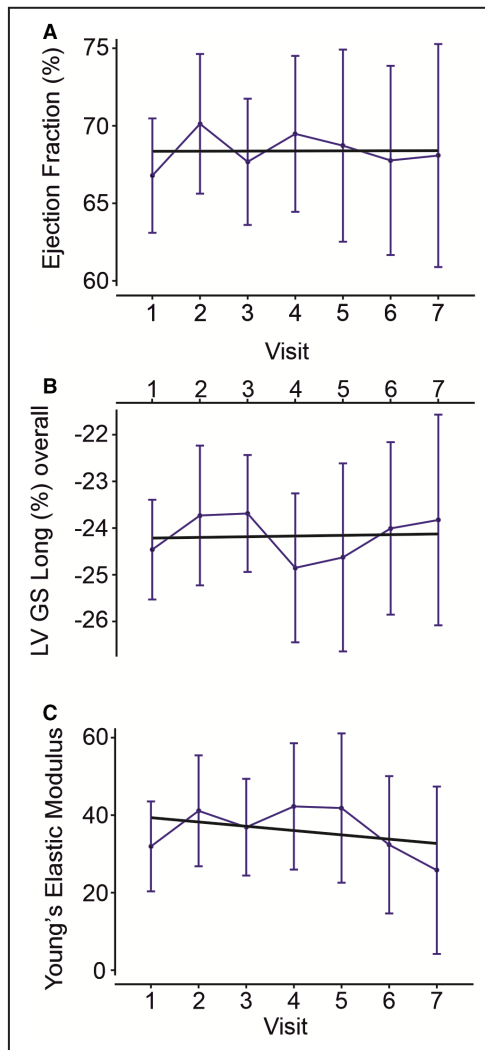 A
Ejection Fraction (%)
75
70
65
60
1 2 3 4 5 6 7
Visit
B
1 2 3 4 5 6 7
LV GS Long (%) overall
-22
-23
-24
-25
-26
C
Young's Elastic Modulus
60
40
20
0
1 2 3 4 5 6 7
Visit